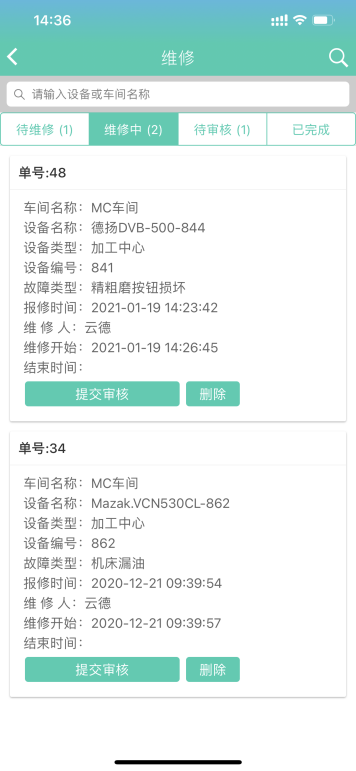 14:36
维修
请输入设备或车间名称
待维修 (1)
维修中 (2)
待审核 (1)
已完成
单号:48
车间名称：MC车间
设备名称：德扬DVB-500-844
设备类型：加工中心
设备编号：841
故障类型：精粗磨按钮损坏
报修时间：2021-01-19 14:23:42
维 修 人：云德
维修开始：2021-01-19 14:26:45
结束时间：
提交审核
删除
单号:34
车间名称：MC车间
设备名称：Mazak.VCN530CL-862
设备类型：加工中心
设备编号：862
故障类型：机床漏油
报修时间：2020-12-21 09:39:54
维 修 人：云德
维修开始：2020-12-21 09:39:57
结束时间：
提交审核
删除